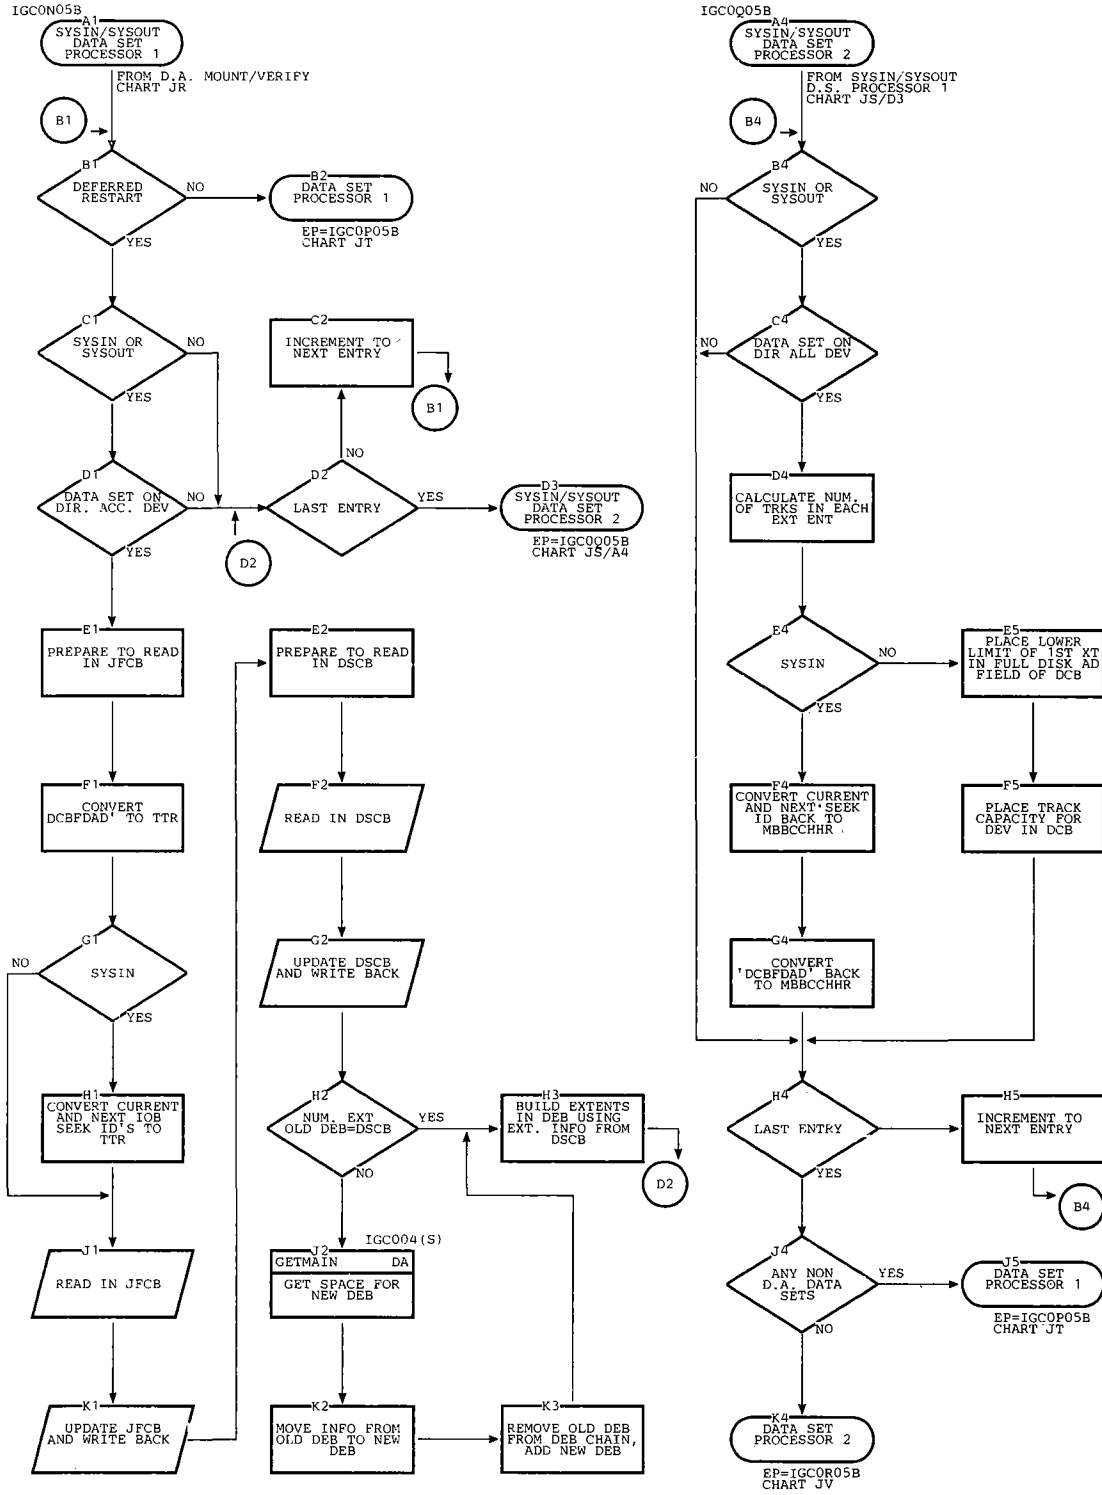 IGC0N05B
A1
SYSIN/SYSOUT
DATA SET
PROCESSOR 1
FROM D.A. MOUNT/VERIFY
CHART JR
B1
B1
DEFERRED
RESTART
NO
YES
B2
DATA SET
PROCESSOR 1
EP=IGC0P05B
CHART JT
C1
SYSIN OR
SYSOUT
NO
YES
C2
INCREMENT TO
NEXT ENTRY
B1
D1
DATA SET ON
DIR. ACC. DEV
NO
YES
D2
D2
LAST ENTRY
NO
YES
D3
SYSIN/SYSOUT
DATA SET
PROCESSOR 2
EP=IGC0Q05B
CHART JS/A4
E1
PREPARE TO READ
IN JFCB
F1
CONVERT
DCBFDAD' TO TTR
G1
SYSIN
NO
YES
H1
CONVERT CURRENT
AND NEXT IOB
SEEK ID'S TO
TTR
J1
READ IN JFCB
K1
UPDATE JFCB
AND WRITE BACK
E2
PREPARE TO READ
IN DSCB
F2
READ IN DSCB
G2
UPDATE DSCB
AND WRITE BACK
H2
NUM. EXT
OLD DEB=DSCB
YES
NO
H3
BUILD EXTENTS
IN DEB USING
EXT. INFO FROM
DSCB
D2
IGC004(S)
J2
GETMAIN DA
GET SPACE FOR
NEW DEB
K2
MOVE INFO FROM
OLD DEB TO NEW
DEB
K3
REMOVE OLD DEB
FROM DEB CHAIN,
ADD NEW DEB
IGC0Q05B
A4
SYSIN/SYSOUT
DATA SET
PROCESSOR 2
FROM SYSIN/SYSOUT
D.S. PROCESSOR 1
CHART JS/D3
B4
B4
SYSIN OR
SYSOUT
NO
YES
C4
DATA SET ON
DIR ALL DEV
NO
YES
D4
CALCULATE NUM.
OF TRKS IN EACH
EXT ENT
E4
SYSIN
NO
YES
E5
PLACE LOWER
LIMIT OF 1ST XT
IN FULL DISK AD
FIELD OF DCB
F4
CONVERT CURRENT
AND NEXT'SEEK
ID BACK TO
MBBCCHHR
F5
PLACE TRACK
CAPACITY FOR
DEV IN DCB
G4
CONVERT
'DCBFDAD' BACK
TO MBBCCHHR
H4
LAST ENTRY
YES
H5
INCREMENT TO
NEXT ENTRY
B4
J4
ANY NON
D.A. DATA
SETS
YES
NO
J5
DATA SET
PROCESSOR 1
EP=IGC0P05B
CHART JT
K4
DATA SET
PROCESSOR 2
EP=IGC0R05B
CHART JV